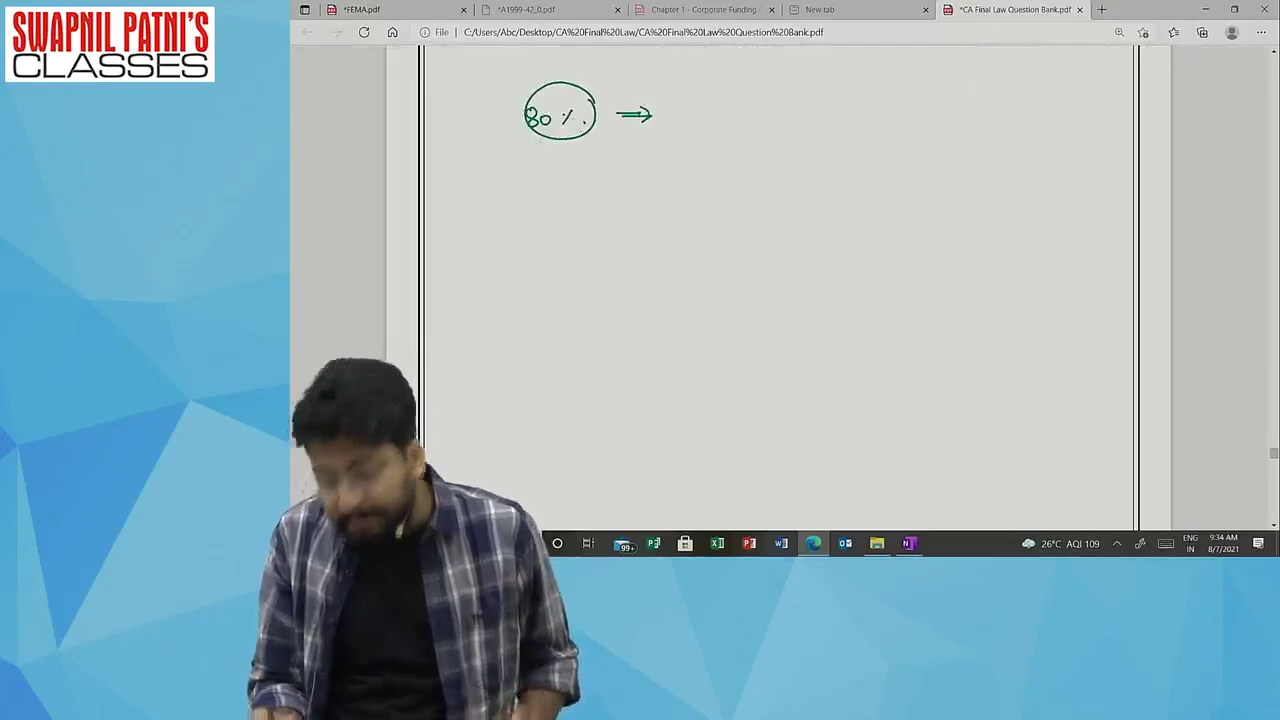 SWAPNIL PATNI'S
CLASSES
*FEMA.pdf
*A1999-42_0.pdf
Chapter 1 - Corporate Funding
New tab
*CA Final Law Question Bank.pdf
File
C:/Users/Abc/Desktop/CA%20Final%20Law/CA%20Final%20Law%20Question%20Bank.pdf
80 %. ⇒
99+
26°C AQI 109
ENG
IN
9:34 AM
8/7/2021